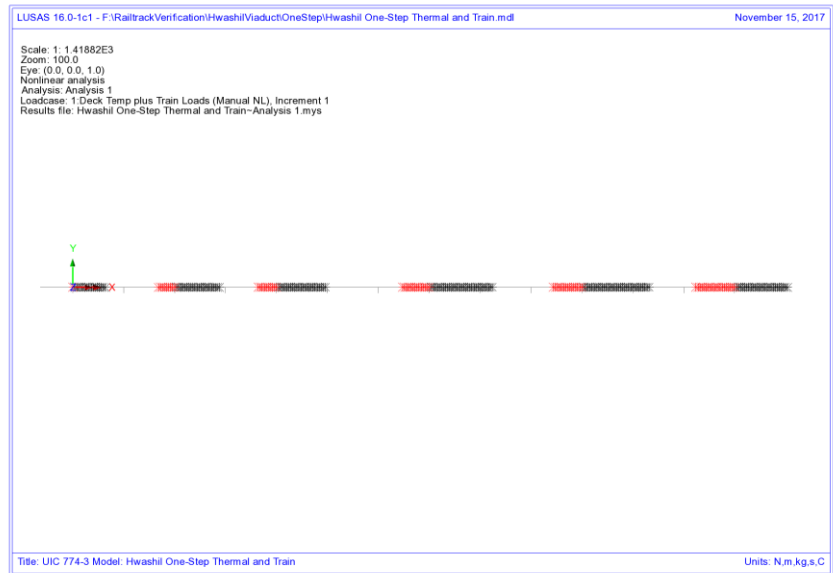 LUSAS 16.0-1c1 - F:\RailtrackVerification\HwashilViaduct\OneStep\Hwashil One-Step Thermal and Train.mdl
November 15, 2017
Scale: 1: 1.41882E3
Zoom: 100.0
Eye: (0.0, 0.0, 1.0)
Nonlinear analysis
Analysis: Analysis 1
Loadcase: 1:Deck Temp plus Train Loads (Manual NL), Increment 1
Results file: Hwashil One-Step Thermal and Train~Analysis 1.mys
Y
Z X
Title: UIC 774-3 Model: Hwashil One-Step Thermal and Train
Units: N,m,kg,s,C